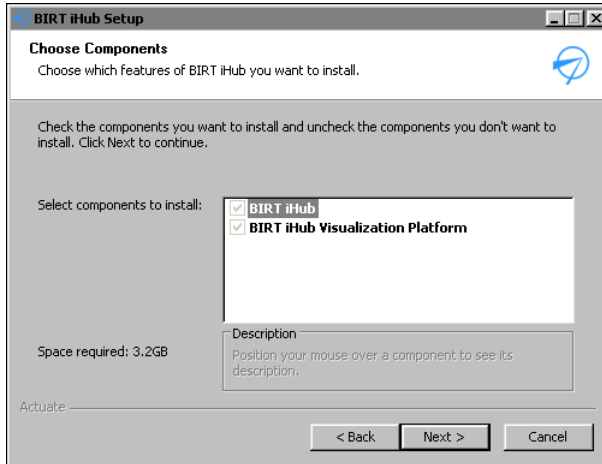 BIRT iHub Setup
Choose Components
Choose which features of BIRT iHub you want to install.
Check the components you want to install and uncheck the components you don't want to
install. Click Next to continue.
Select components to install:
BIRT iHub
BIRT iHub Visualization Platform
Space required: 3.2GB
Description
Position your mouse over a component to see its
description.
Actuate
< Back
Next >
Cancel